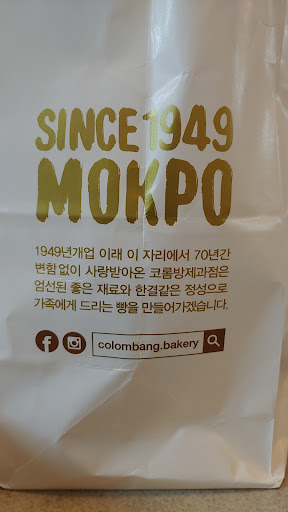 SINCE 1949
MOKPO
1949년개업 이래 이 자리에서 70년간
변함없이 사랑받아온 코롬방제과점은
엄선된 좋은 재료와 한결같은 정성으로
가족에게 드리는 빵을 만들어가겠습니다.
colombang.bakery